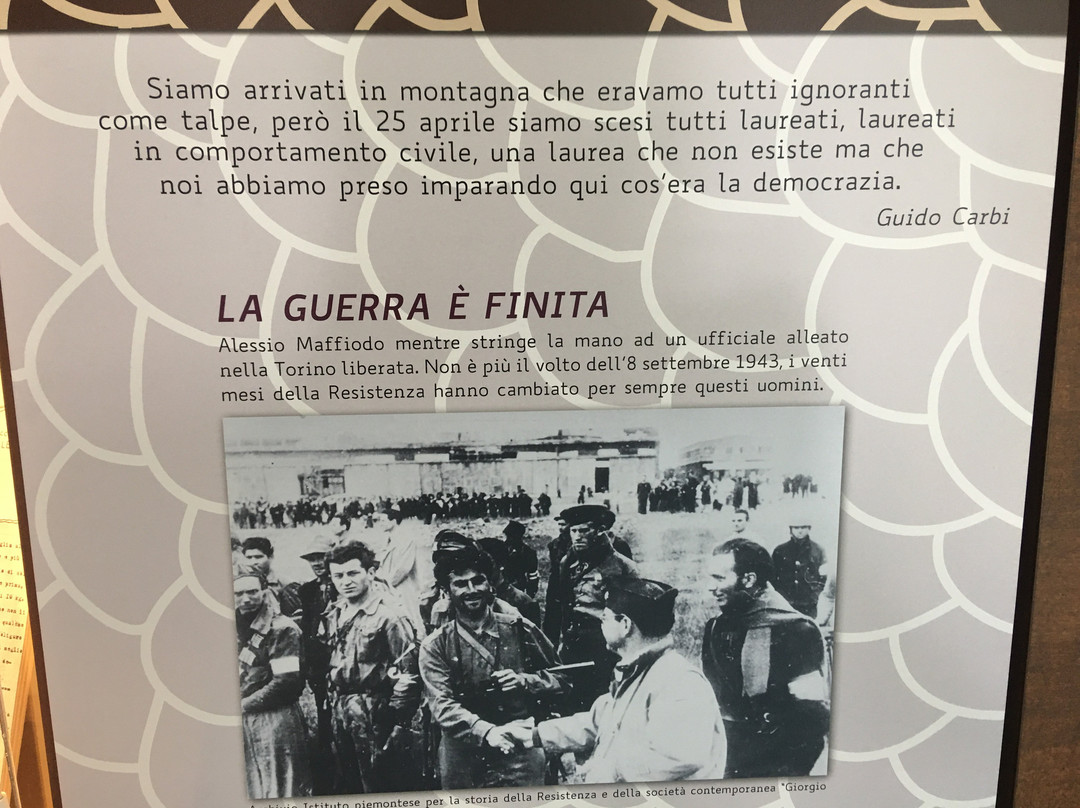 Siamo arrivati in montagna che eravamo tutti ignoranti
come talpe, però il 25 aprile siamo scesi tutti laureati, laureati
in comportamento civile, una laurea che non esiste ma che
noi abbiamo preso imparando qui cos'era la democrazia.
Guido Carbi
LA GUERRA È FINITA
Alessio Maffiodo mentre stringe la mano ad un ufficiale alleato
nella Torino liberata. Non è più il volto dell'8 settembre 1943, i venti
mesi della Resistenza hanno cambiato per sempre questi uomini.
Archivio Istituto piemontese per la storia della Resistenza e della società contemporanea "Giorgio